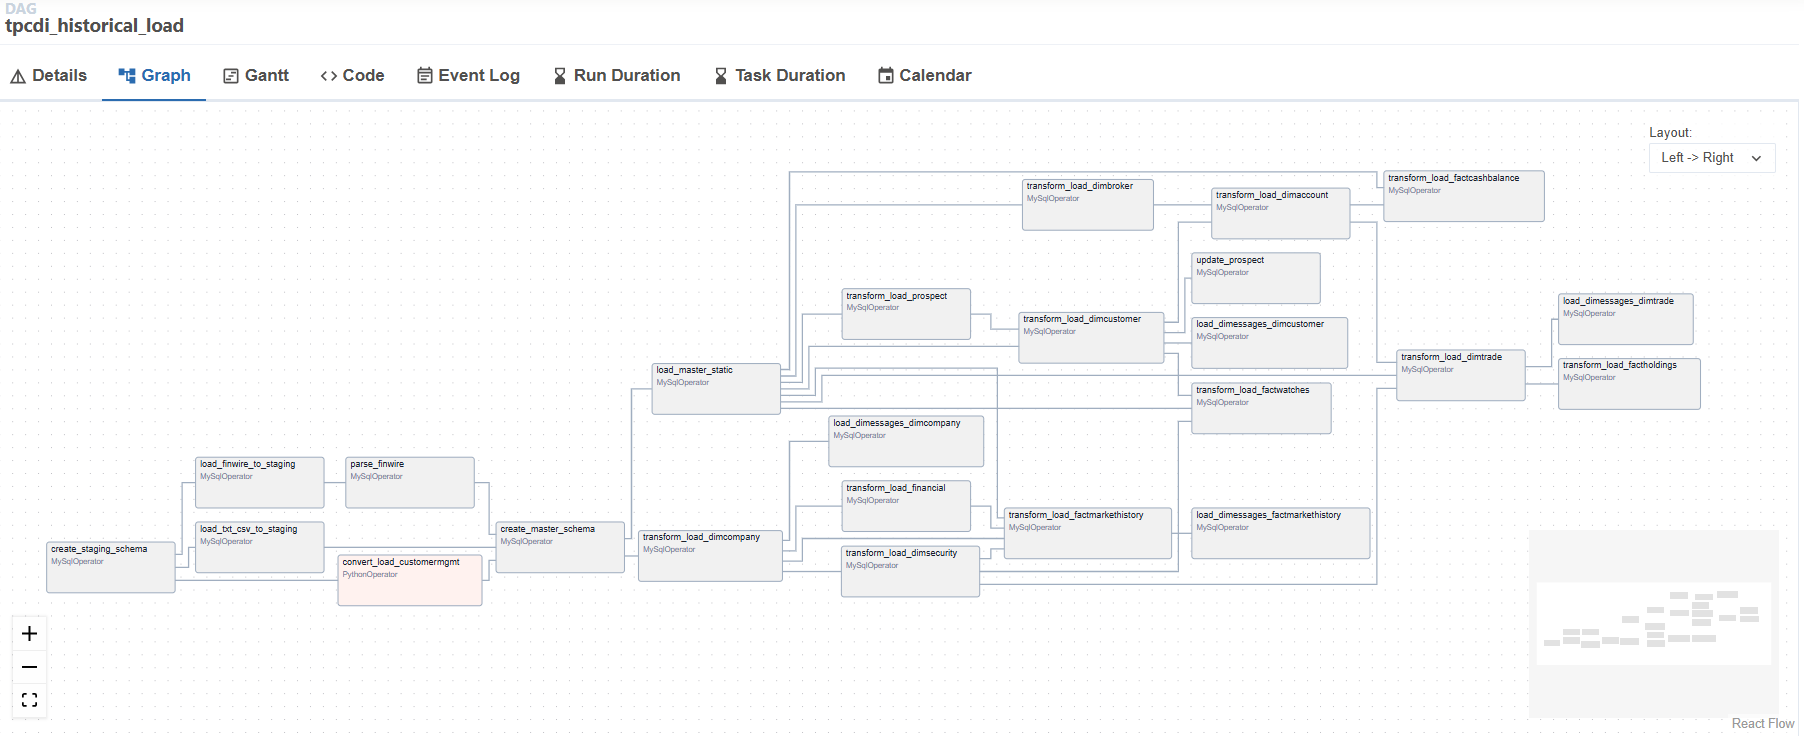 DAG
tpcdi_historical_load
Details
Graph
Gantt
Code
Event Log
Run Duration
Task Duration
Calendar
Layout:
Left -> Right
transform_load_factcashbalance
MySqlOperator
transform_load_dimbroker
MySqlOperator
transform_load_dimaccount
MySqlOperator
update_prospect
MySqlOperator
transform_load_prospect
MySqlOperator
load_dimessages_dimtrade
MySqlOperator
transform_load_dimcustomer
MySqlOperator
load_dimessages_dimcustomer
MySqlOperator
transform_load_dimtrade
MySqlOperator
transform_load_factholdings
MySqlOperator
load_master_static
MySqlOperator
transform_load_factwatches
MySqlOperator
load_dimessages_dimcompany
MySqlOperator
load_finwire_to_staging
MySqlOperator
parse_finwire
MySqlOperator
transform_load_financial
MySqlOperator
transform_load_factmarkethistory
MySqlOperator
load_dimessages_factmarkethistory
MySqlOperator
load_txt_csv_to_staging
MySqlOperator
create_master_schema
MySqlOperator
transform_load_dimcompany
MySqlOperator
create_staging_schema
MySqlOperator
transform_load_dimsecurity
MySqlOperator
convert_load_customermgmt
PythonOperator
React Flow